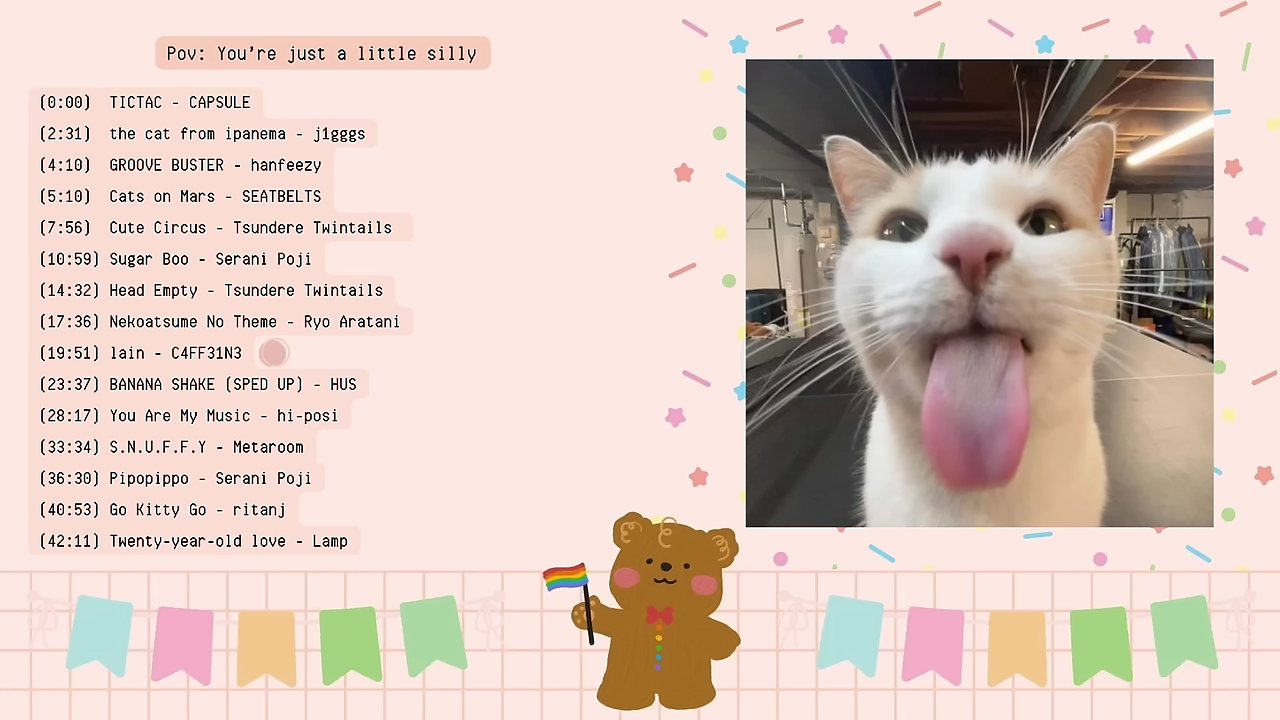 Pov: You're just a little silly
(0:00) TICTAC - CAPSULE
(2:31) the cat from ipanema - j1gggs
(4:10) GROOVE BUSTER - hanfeezy
(5:10) Cats on Mars - SEATBELTS
(7:56) Cute Circus - Tsundere Twintails
(10:59) Sugar Boo - Serani Poji
(14:32) Head Empty - Tsundere Twintails
(17:36) Nekoatsume No Theme - Ryo Aratani
(19:51) lain - C4FF31N3
(23:37) BANANA SHAKE (SPED UP) - HUS
(28:17) You Are My Music - hi-posi
(33:34) S.N.U.F.F.Y - Metaroom
(36:30) Pipopippo - Serani Poji
(40:53) Go Kitty Go - ritanj
(42:11) Twenty-year-old love - Lamp